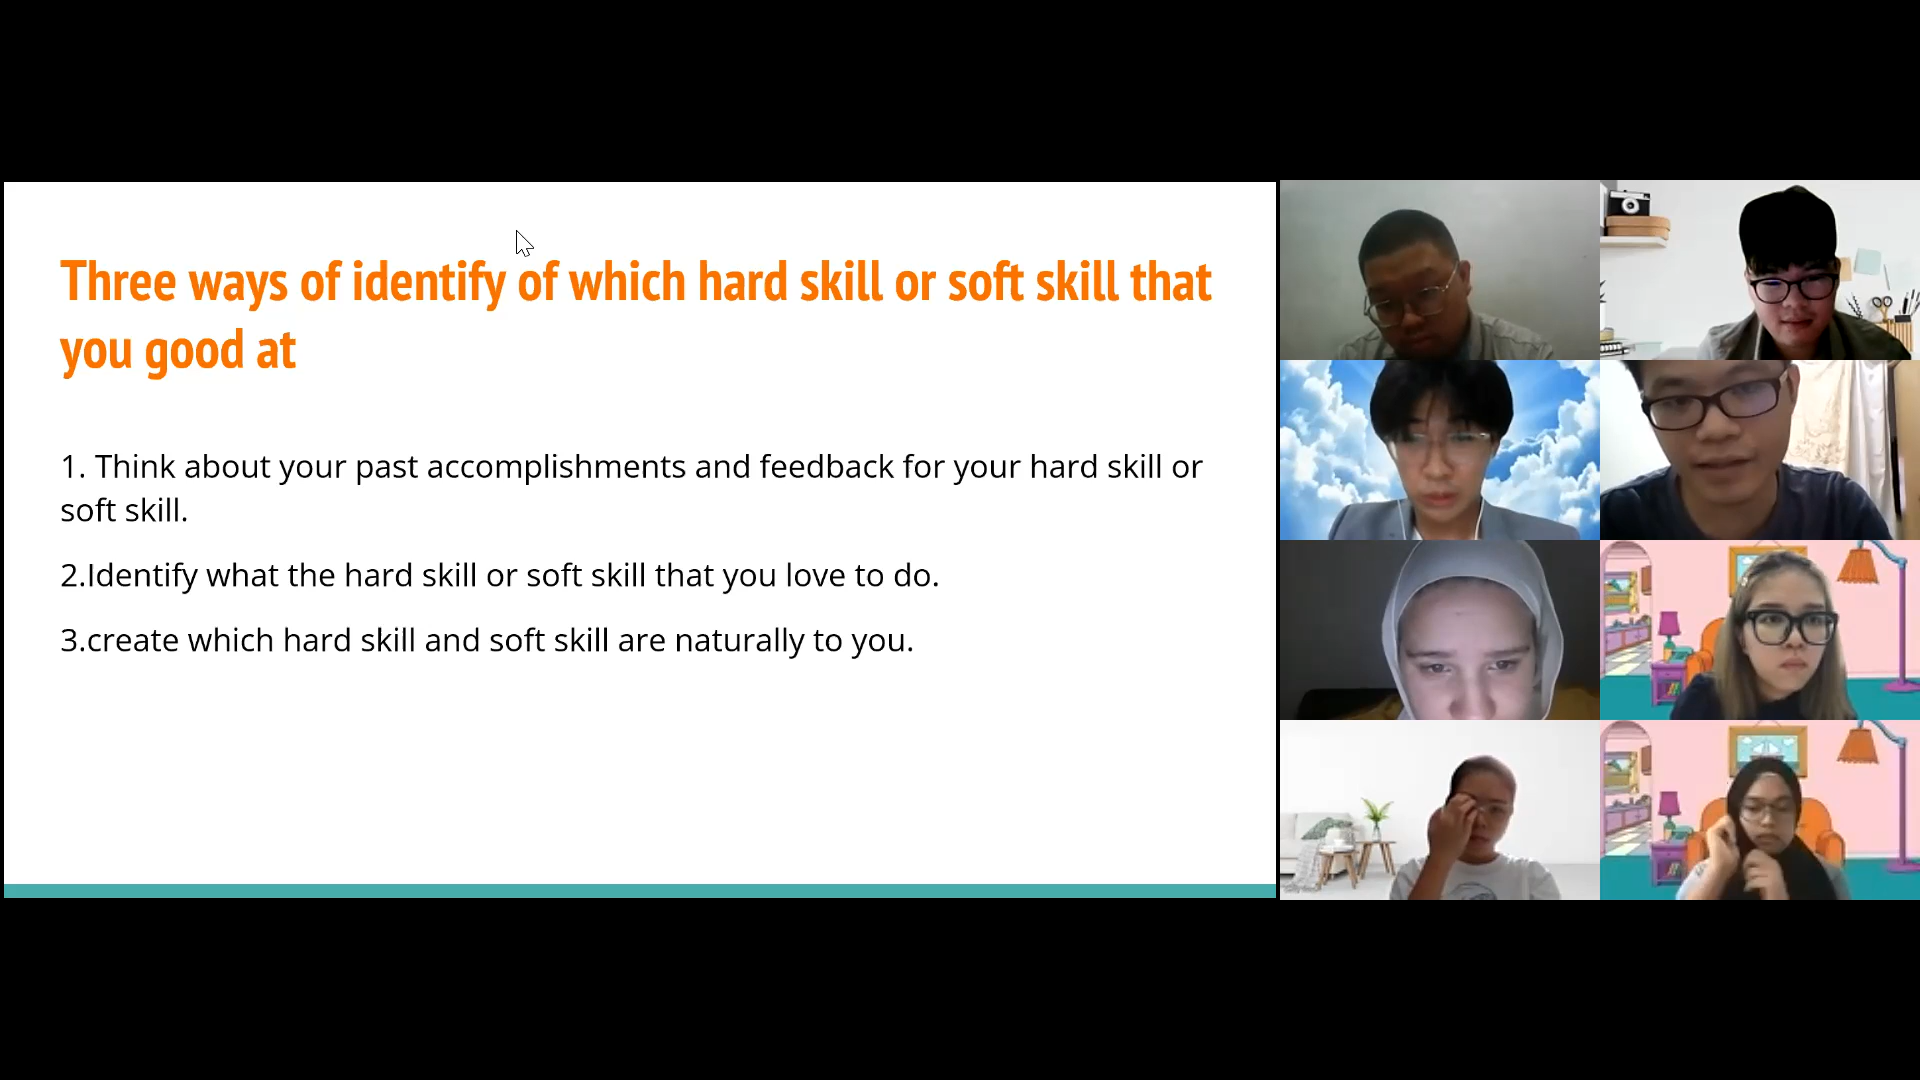 Three ways of identify of which hard skill or soft skill that
you good at
1. Think about your past accomplishments and feedback for your hard skill or
soft skill.
2.Identify what the hard skill or soft skill that you love to do.
3.create which hard skill and soft skill are naturally to you.